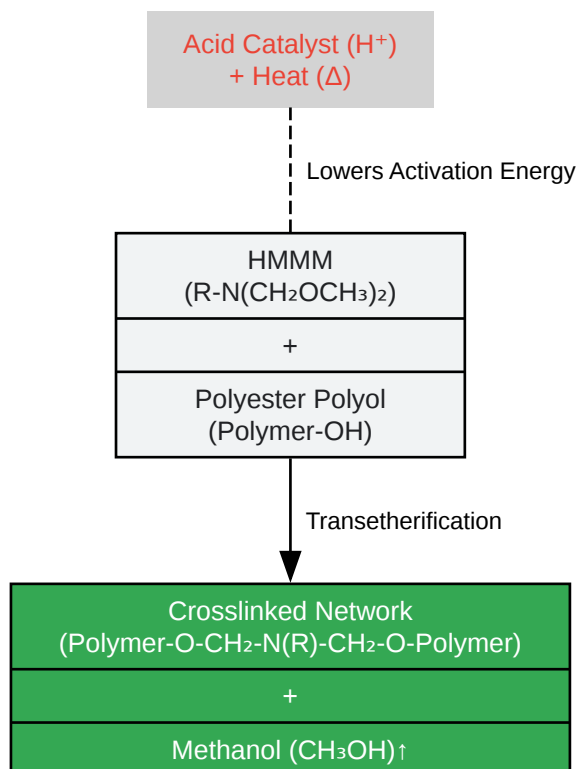 Acid Catalyst (H⁺)
+ Heat (Δ)
Lowers Activation Energy
HMMM
(R-N(CH₂OCH₃)₂)
+
Polyester Polyol
(Polymer-OH)
Transetherification
Crosslinked Network
(Polymer-O-CH₂-N(R)-CH₂-O-Polymer)
+
Methanol (CH₃OH)↑